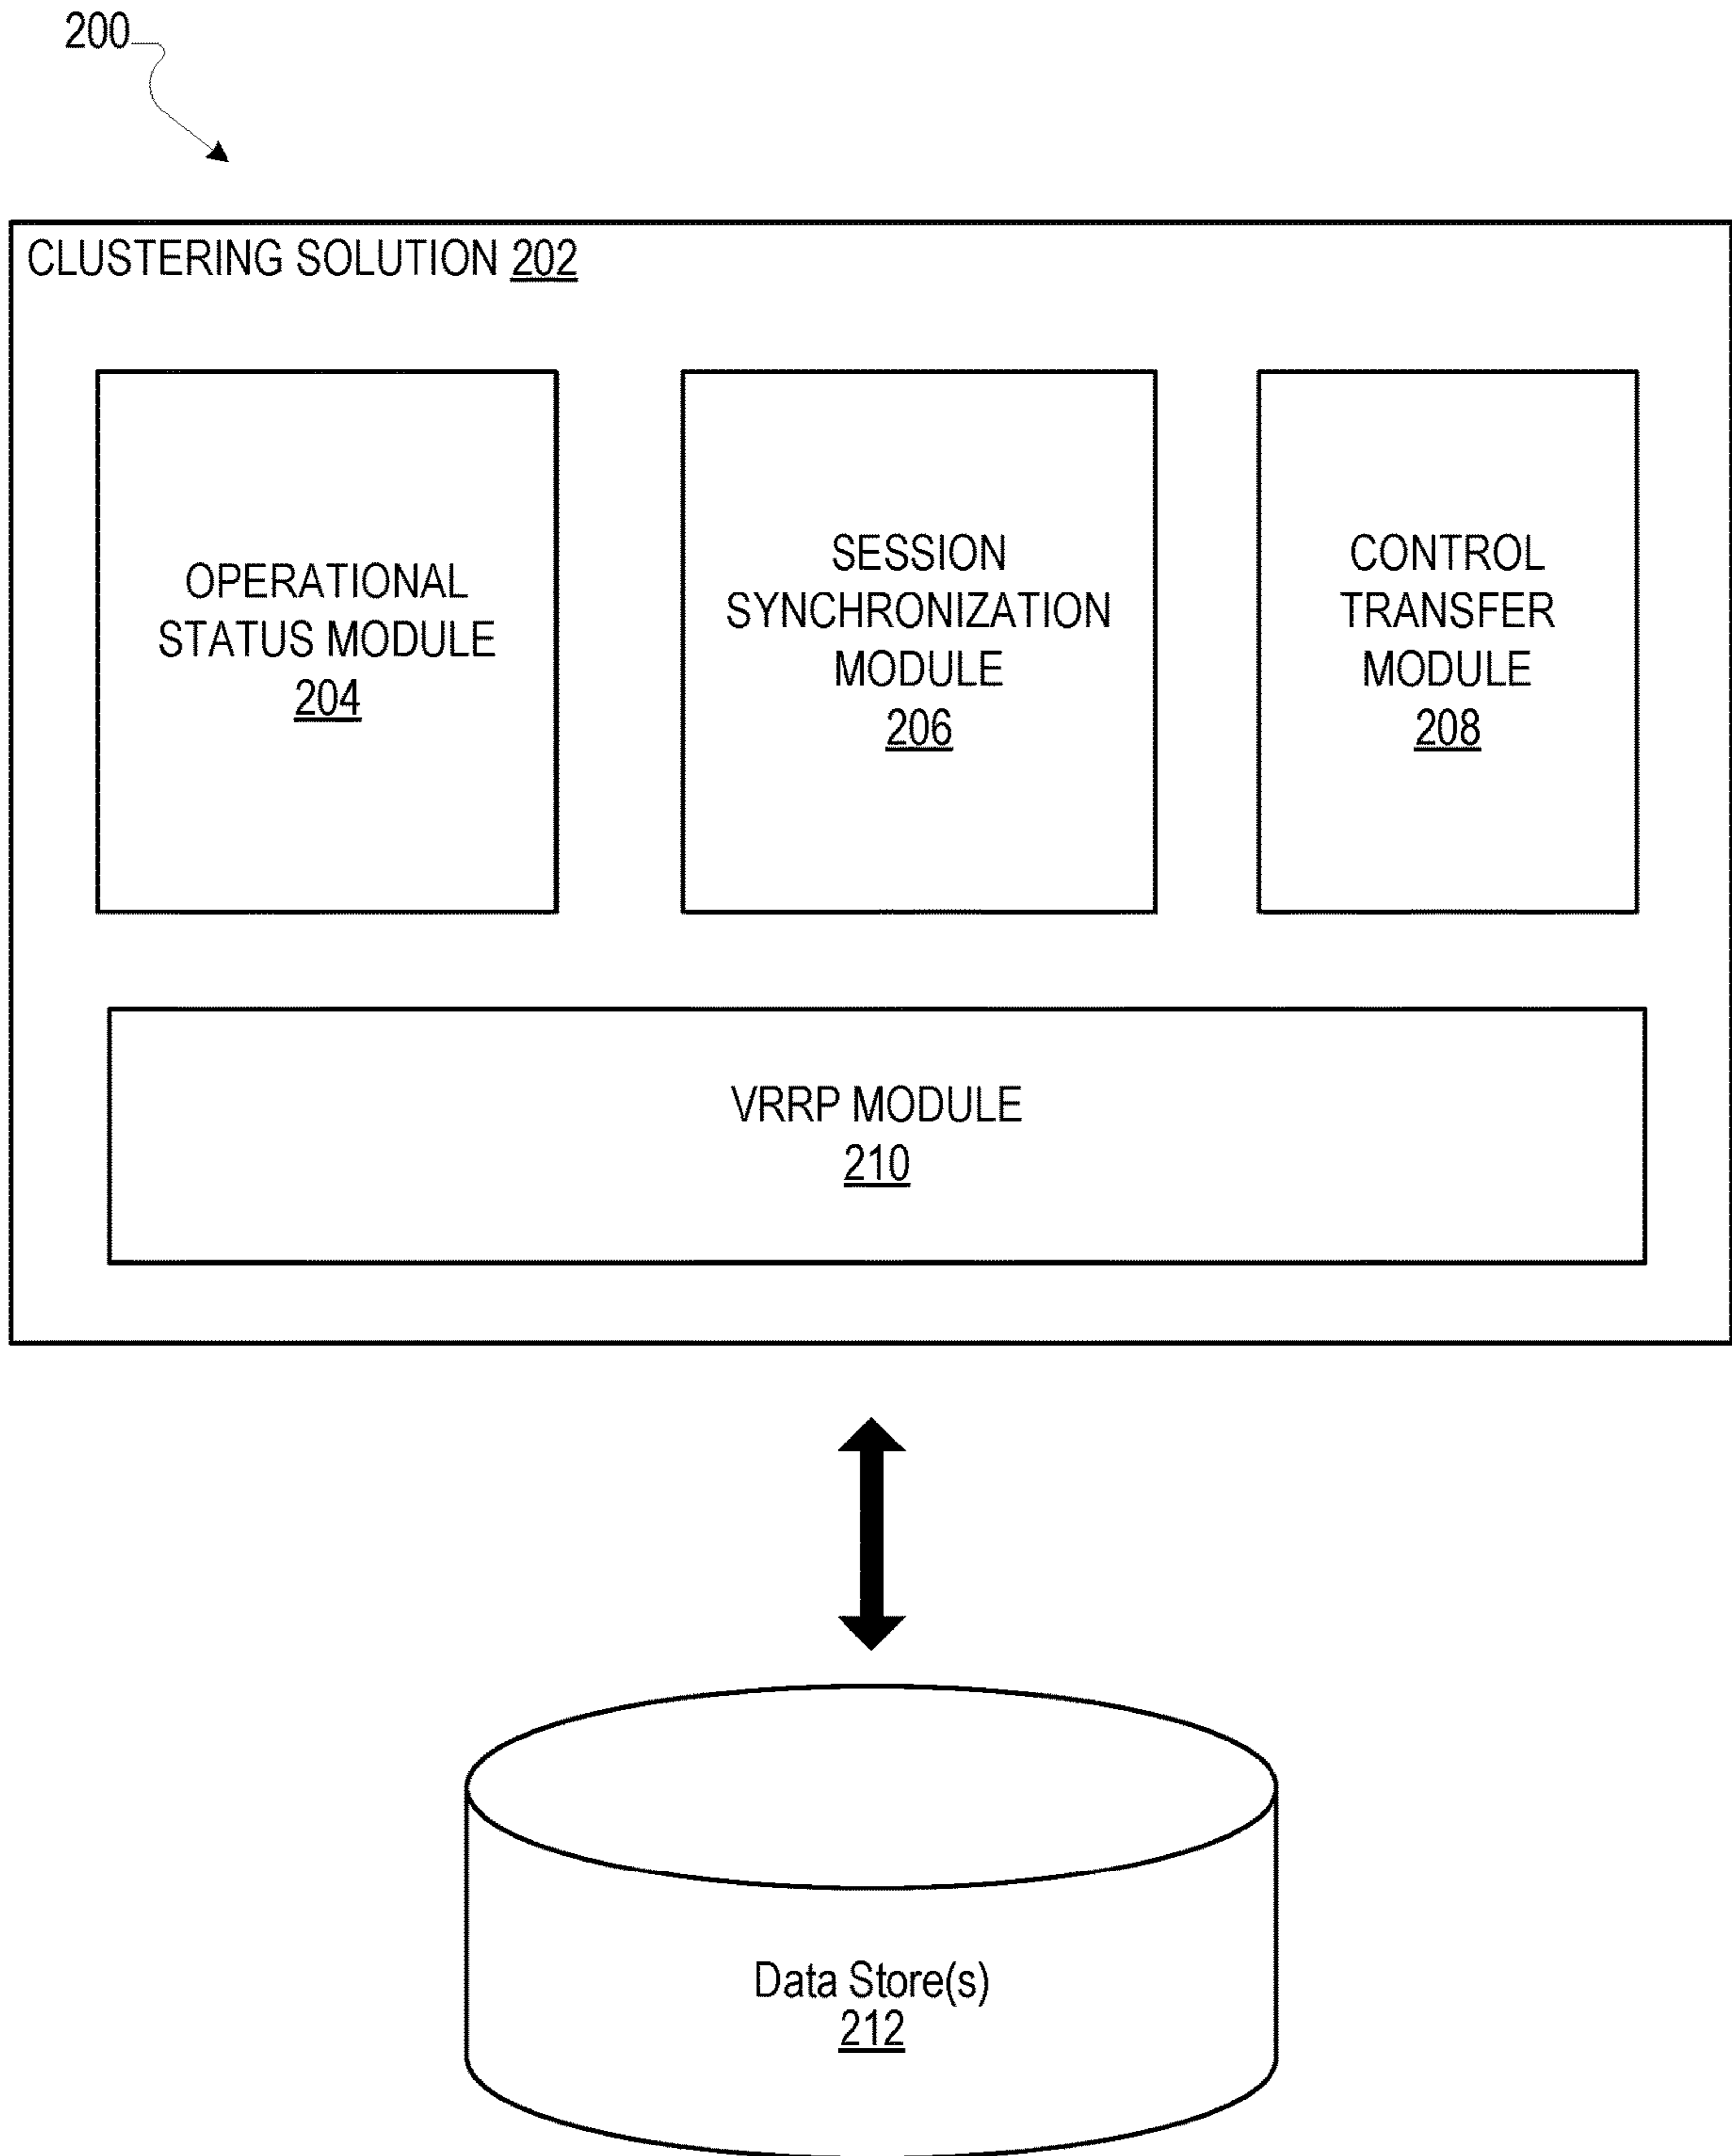 200
CLUSTERING SOLUTION 202
OPERATIONAL
STATUS MODULE
204
SESSION
SYNCHRONIZATION
MODULE
206
CONTROL
TRANSFER
MODULE
208
VRRP MODULE
210
Data Store(s)
212